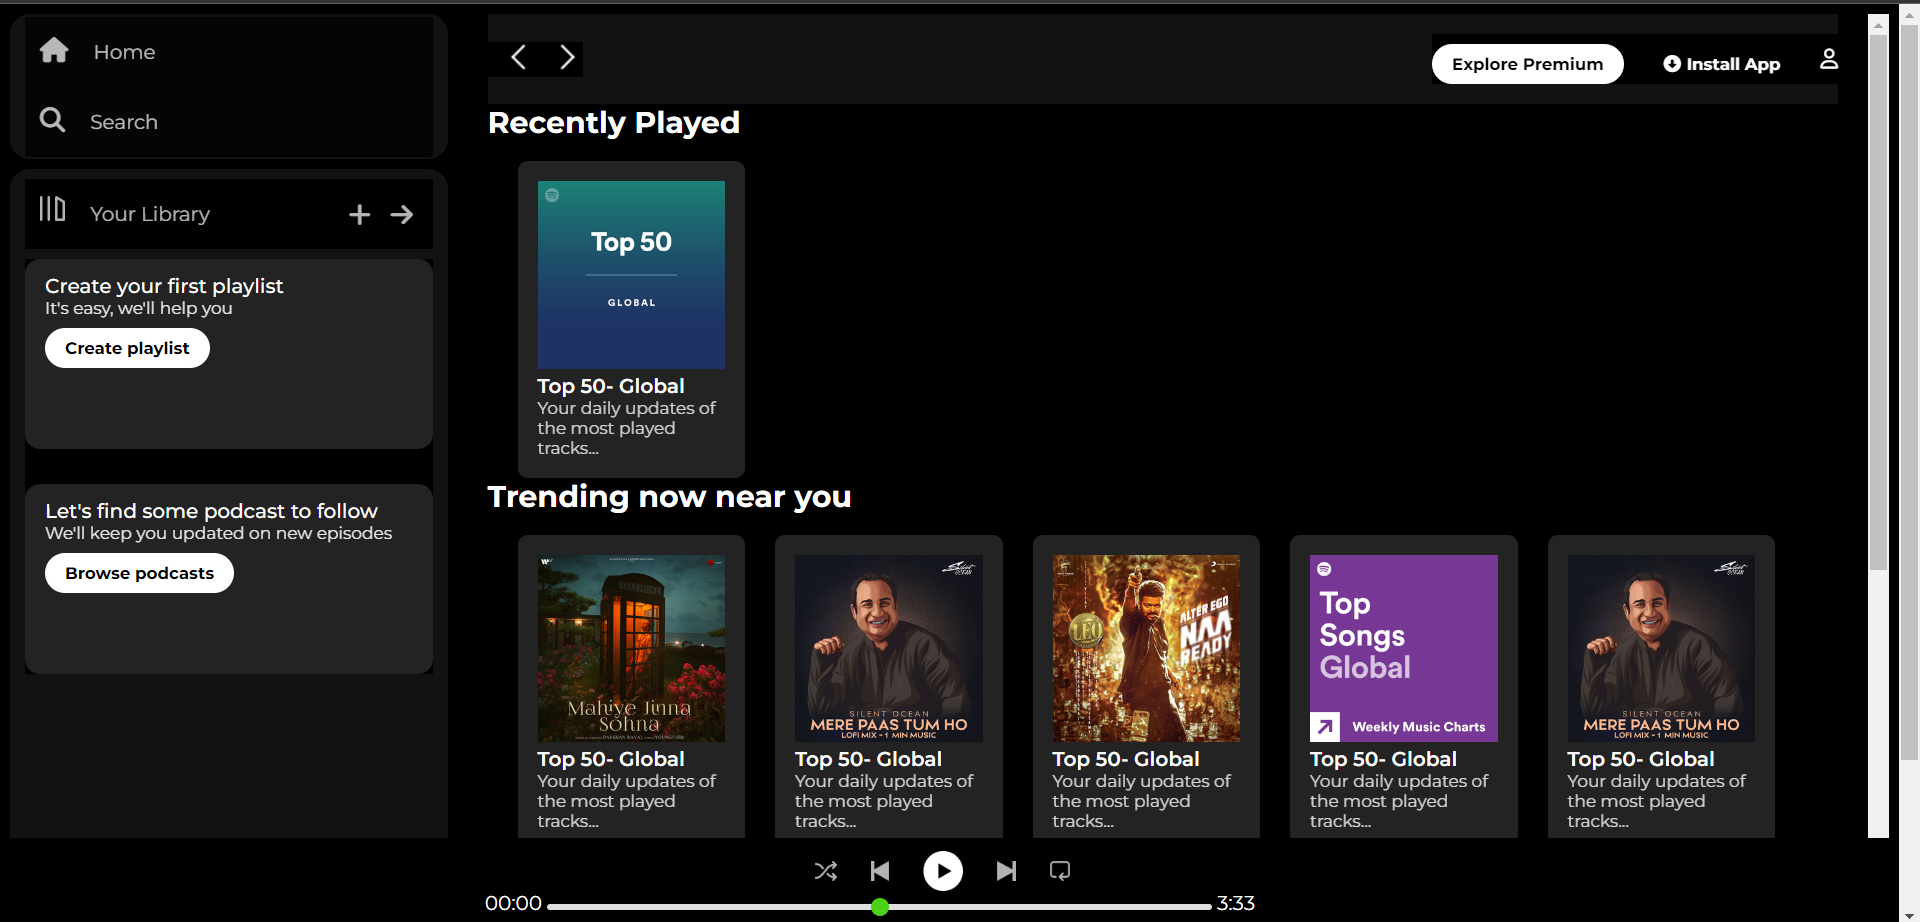 Home
Search
Your Library
Create your first playlist
It's easy, we'll help you
Create playlist
Let's find some podcast to follow
We'll keep you updated on new episodes
Browse podcasts
Explore Premium
Install App
Recently Played
Top 50
GLOBAL
Top 50- Global
Your daily updates of
the most played
tracks...
Trending now near you
Mahiye Jinna
Sohna
Top 50- Global
Your daily updates of
the most played
tracks...
Silent
OCEAN
SILENT OCEAN
MERE PAAS TUM HO
LOFI MIX - 1 MIN MUSIC
Top 50- Global
Your daily updates of
the most played
tracks...
LEO
ALTER EGO
NAA
READY
Top 50- Global
Your daily updates of
the most played
tracks...
Top
Songs
Global
Weekly Music Charts
Top 50- Global
Your daily updates of
the most played
tracks...
Silent
OCEAN
SILENT OCEAN
MERE PAAS TUM HO
LOFI MIX - 1 MIN MUSIC
Top 50- Global
Your daily updates of
the most played
tracks...
00:00
3:33